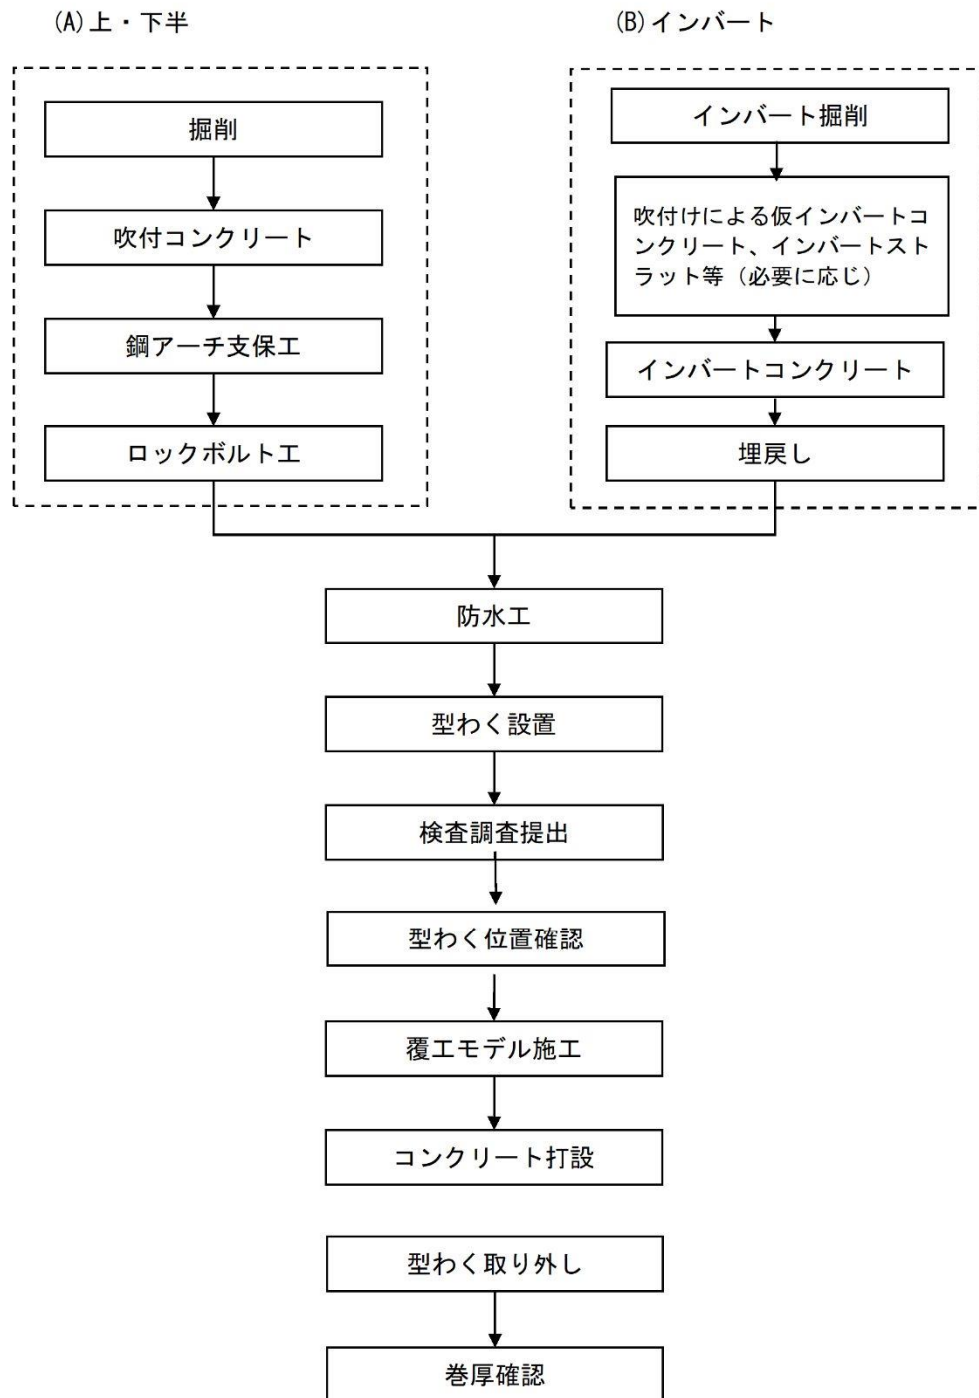 (A)上・下半
掘削
吹付コンクリート
鋼アーチ支保工
ロックボルト工
(B)インバート
インバート掘削
吹付けによる仮インバートコ
ンクリート、インバートスト
ラット等（必要に応じ）
インバートコンクリート
埋戻し
防水工
型わく設置
検査調査提出
型わく位置確認
覆工モデル施工
コンクリート打設
型わく取り外し
巻厚確認